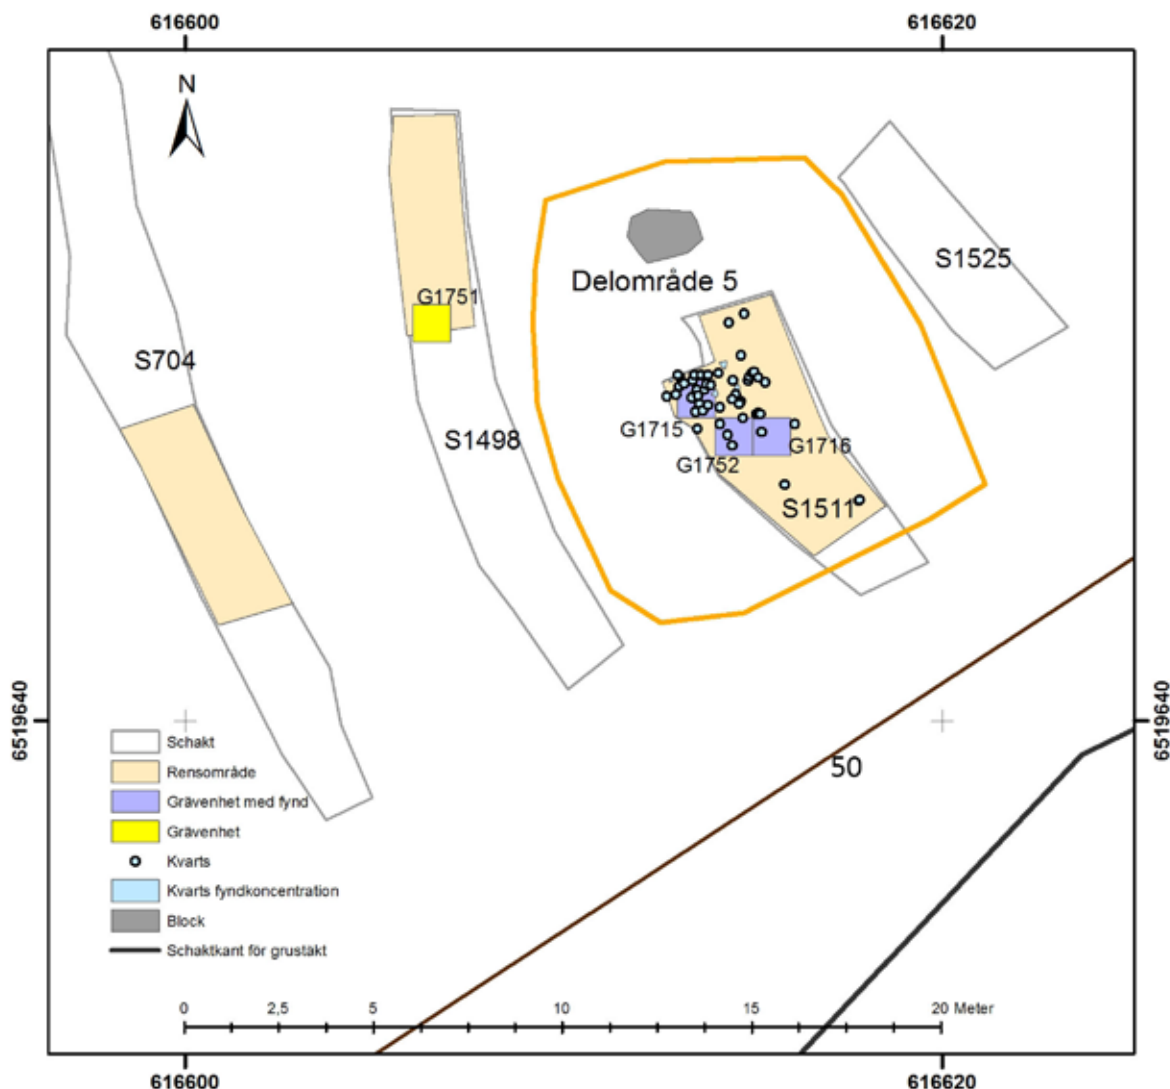 616600
616620
N
S1525
Delområde 5
G1751
S704
S1498
G1715
G1716
G1752
S1511
6519640
6519640
50
Schakt
Rensområde
Grävenhet med fynd
Grävenhet
Kvarts
Kvarts fyndkoncentration
Block
Schaktkant för grustäkt
0 2,5 5 10 15 20 Meter
616600
616620